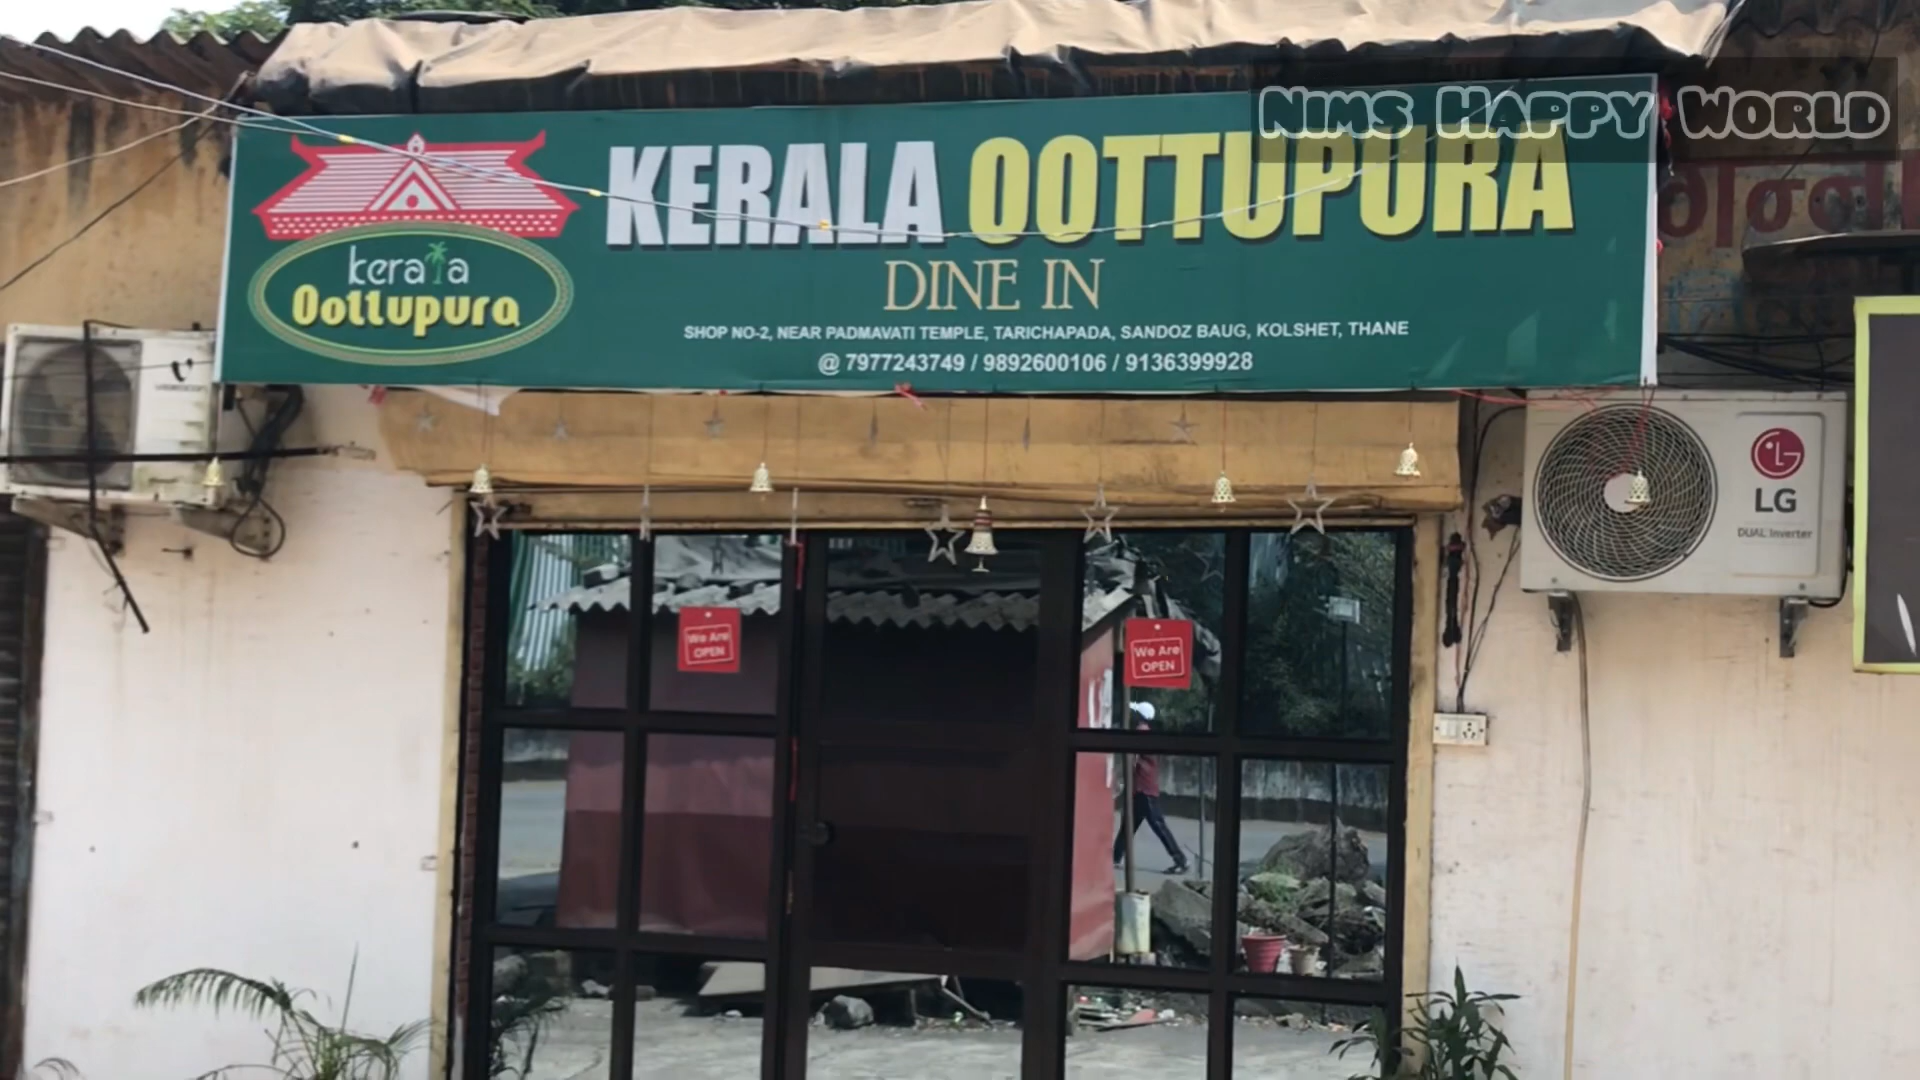 Nims Happy World
KERALA OOTTUPURA
kerala
Oottupura
DINE IN
SHOP NO-2, NEAR PADMAVATI TEMPLE, TARICHAPADA, SANDOZ BAUG, KOLSHET, THANE
@ 7977243749 / 9892600106 / 9136399928
LG
DUAL Inverter
We Are
OPEN
We Are
OPEN